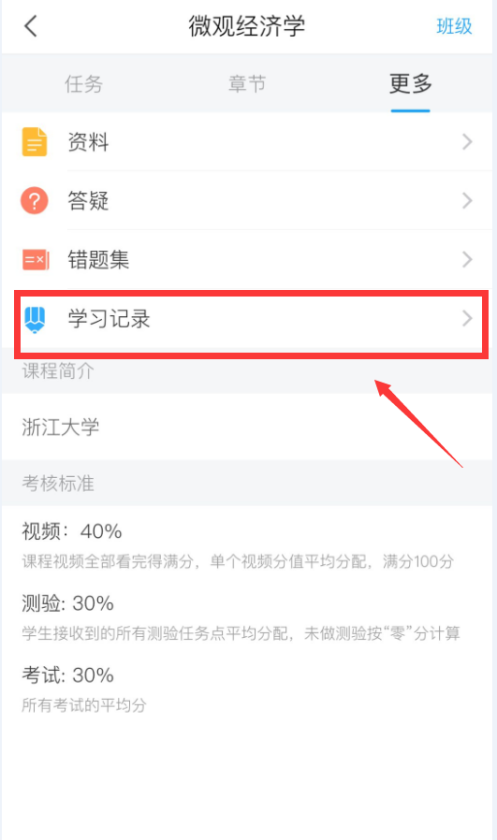 微观经济学
班级
任务
章节
更多
资料
答疑
错题集
学习记录
课程简介
浙江大学
考核标准
视频：40%
课程视频全部看完得满分，单个视频分值平均分配，满分100分
测验: 30%
学生接收到的所有测验任务点平均分配，未做测验按“零”分计算
考试: 30%
所有考试的平均分